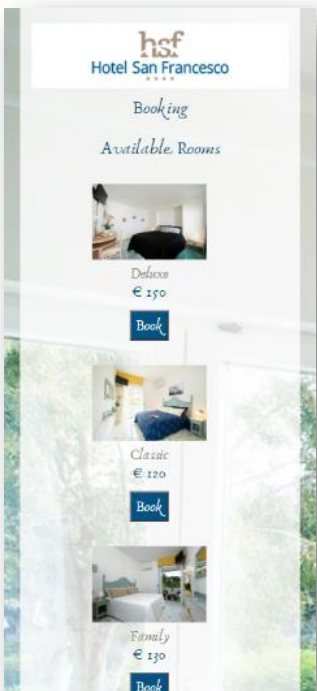 hsf
Hotel San Francesco
Booking
Available Rooms
Deluxe
€ 150
Book
Classic
€ 120
Book
Family
€ 130
Book